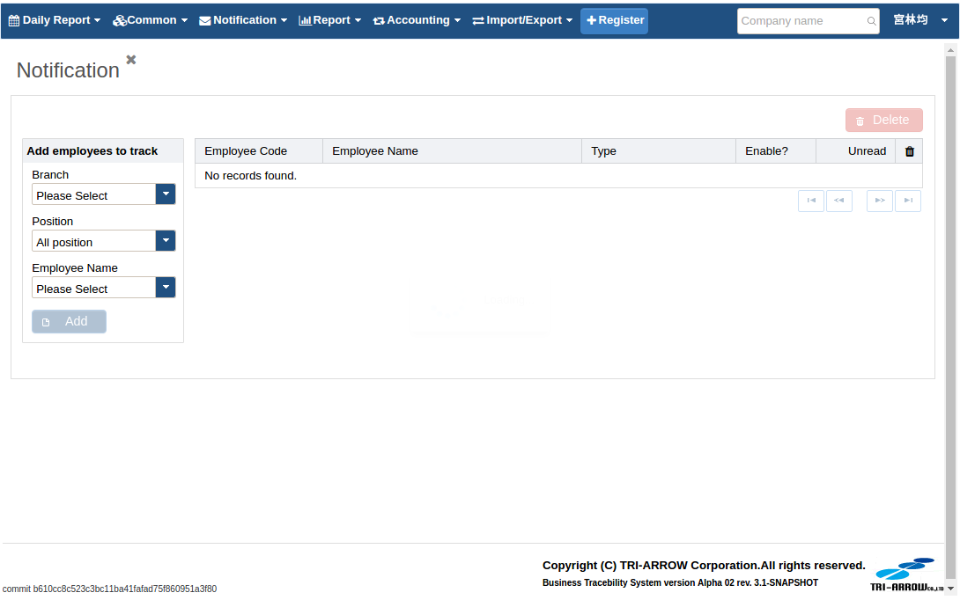 Daily Report Common Notification Report Accounting Import/Export Register Company name 宮林均
Notification
Delete
Add employees to track
Employee Code Employee Name Type Enable? Unread
No records found.
Branch
Please Select
Position
All position
Employee Name
Please Select
Add
Copyright (C) TRI-ARROW Corporation.All rights reserved.
Business Tracebility System version Alpha 02 rev. 3.1-SNAPSHOT
TRI-ARROW CO.,LTD
commit b610cc8c523c3bc11ba41fafad75f860951a3f80